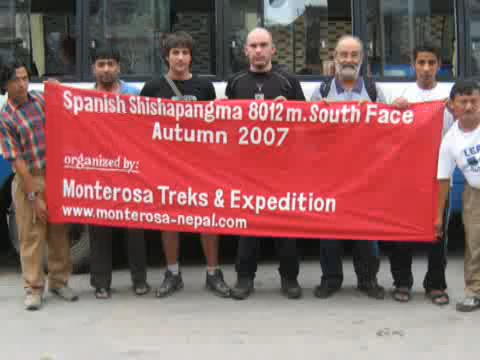 Spanish Shishapangma 8012 m. South Face
Autumn 2007
organized by:
Monterosa Treks & Expedition
www.monterosa-nepal.com